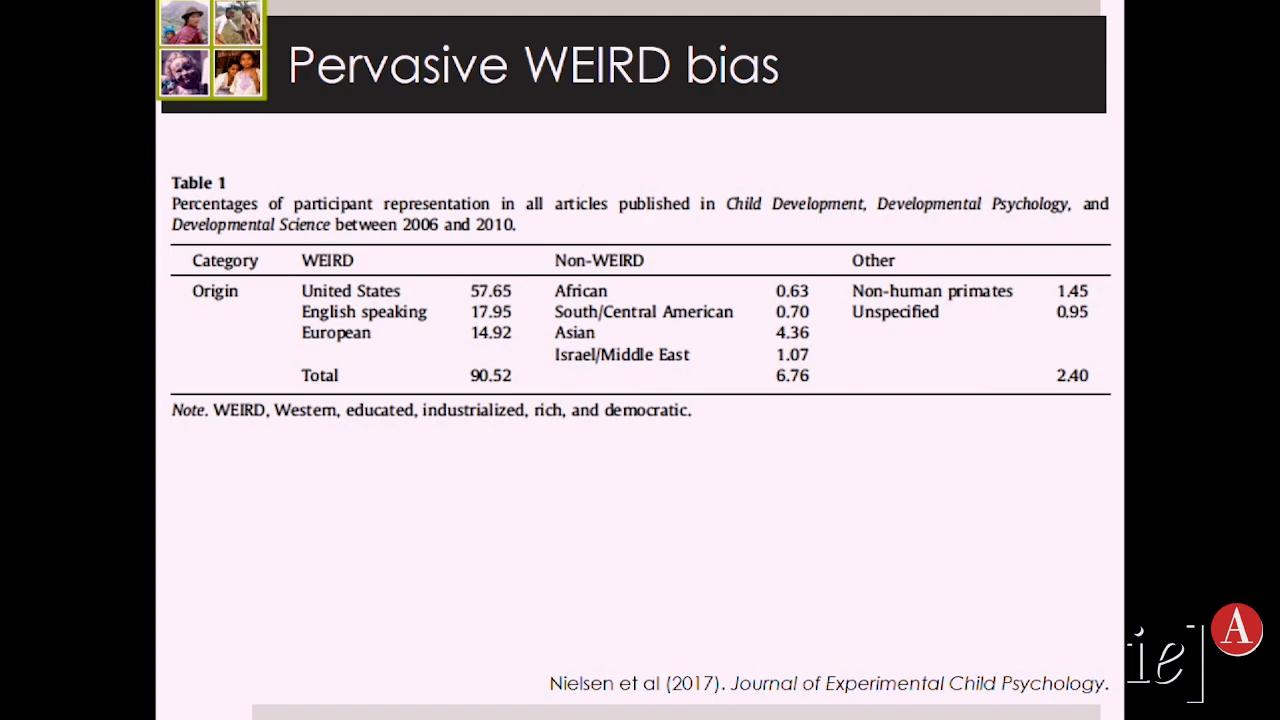 Pervasive WEIRD bias
Table 1
Percentages of participant representation in all articles published in Child Development, Developmental Psychology, and
Developmental Science between 2006 and 2010.
Category WEIRD Non-WEIRD Other
Origin United States 57.65 African 0.63 Non-human primates 1.45
English speaking 17.95 South/Central American 0.70 Unspecified 0.95
European 14.92 Asian 4.36
Israel/Middle East 1.07
Total 90.52 6.76 2.40
Note. WEIRD, Western, educated, industrialized, rich, and democratic.
Nielsen et al (2017). Journal of Experimental Child Psychology.
A
ie]